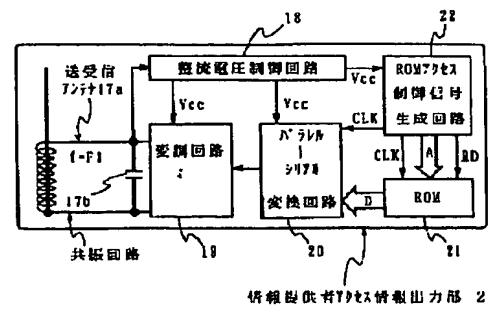 18
22
整流電圧制御回路
Vcc
ROMアクセス
制御信号
生成回路
送受信
アンテナ17a
Vcc
Vcc
CLK
f=F1
変調回路
パラレル
ー
シリアル
変換回路
CLK
A
RD
17b
D
ROM
共振回路
19
20
21
情報提供者アクセス情報出力部 2